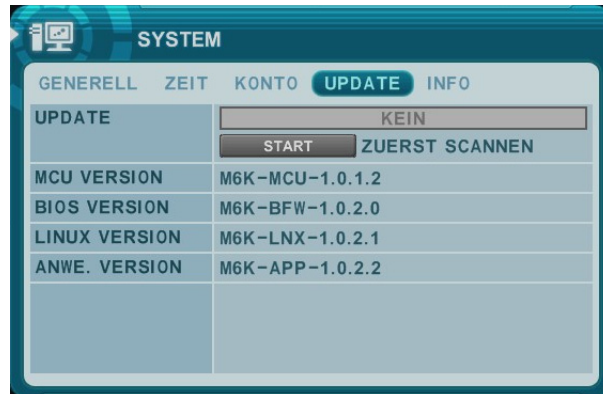 SYSTEM
GENERELL ZEIT KONTO UPDATE INFO
UPDATE KEIN
START ZUERST SCANNEN
MCU VERSION M6K-MCU-1.0.1.2
BIOS VERSION M6K-BFW-1.0.2.0
LINUX VERSION M6K-LNX-1.0.2.1
ANWE. VERSION M6K-APP-1.0.2.2